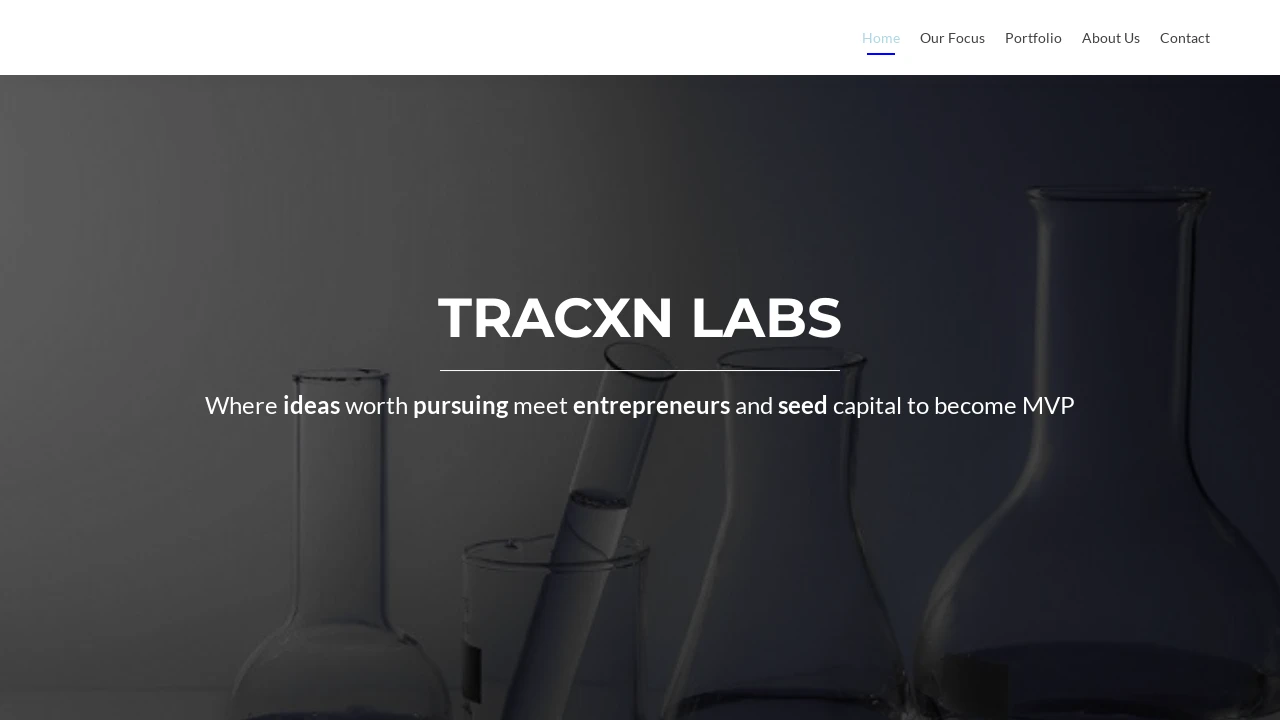 Home Our Focus Portfolio About Us Contact
TRACXN LABS
Where ideas worth pursuing meet entrepreneurs and seed capital to become MVP